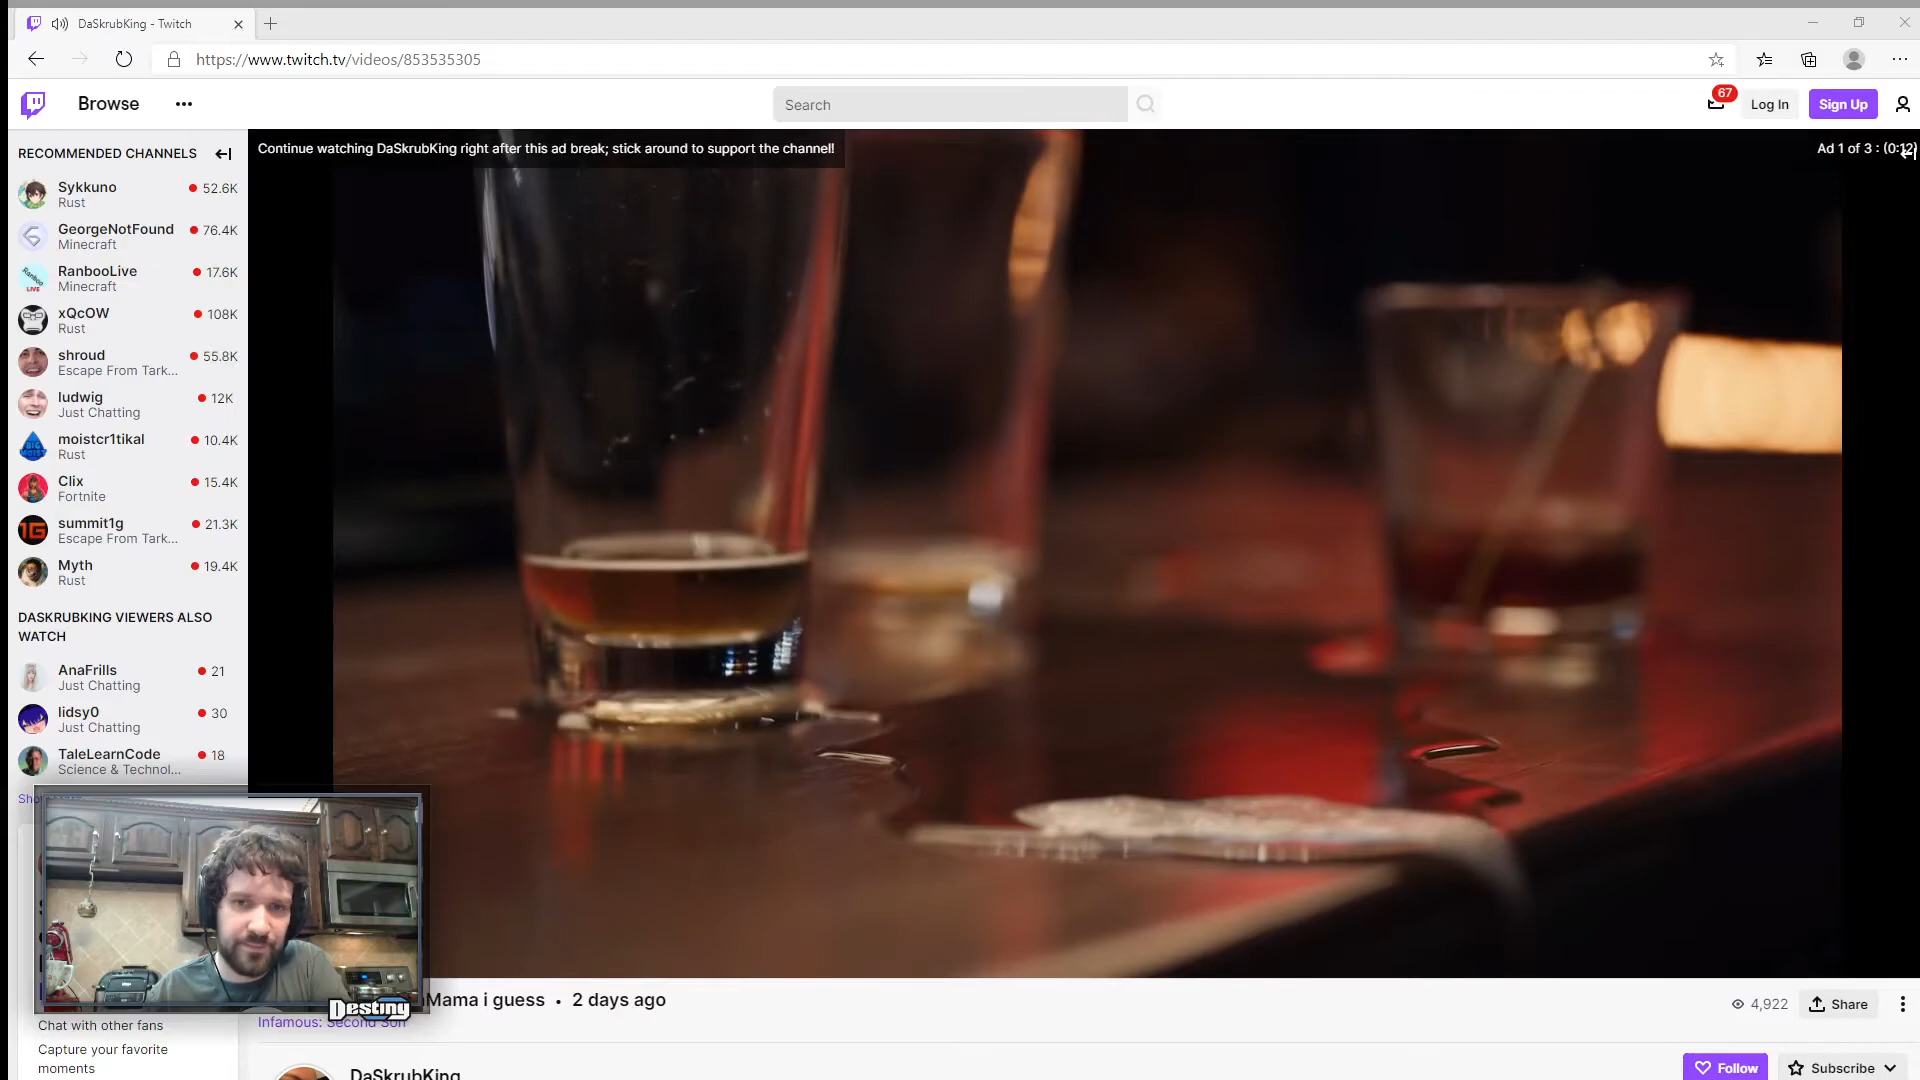 DaSkrubKing - Twitch
https://www.twitch.tv/videos/853535305
Browse
Search
67
Log In
Sign Up
RECOMMENDED CHANNELS
Continue watching DaSkrubKing right after this ad break; stick around to support the channel!
Ad 1 of 3 : (0:12)
Sykkuno
52.6K
Rust
GeorgeNotFound
76.4K
Minecraft
RanbooLive
17.6K
Minecraft
xQcOW
108K
Rust
shroud
55.8K
Escape From Tark...
ludwig
12K
Just Chatting
moistcr1tikal
10.4K
Rust
Clix
15.4K
Fortnite
summit1g
21.3K
Escape From Tark...
Myth
19.4K
Rust
DASKRUBKING VIEWERS ALSO
WATCH
AnaFrills
21
Just Chatting
lidsy0
30
Just Chatting
TaleLearnCode
18
Science & Technol...
Destiny
Mama i guess • 2 days ago
4,922
Share
Infamous: Second Son
Chat with other fans
Capture your favorite
moments
DaSkrubKing
Follow
Subscribe